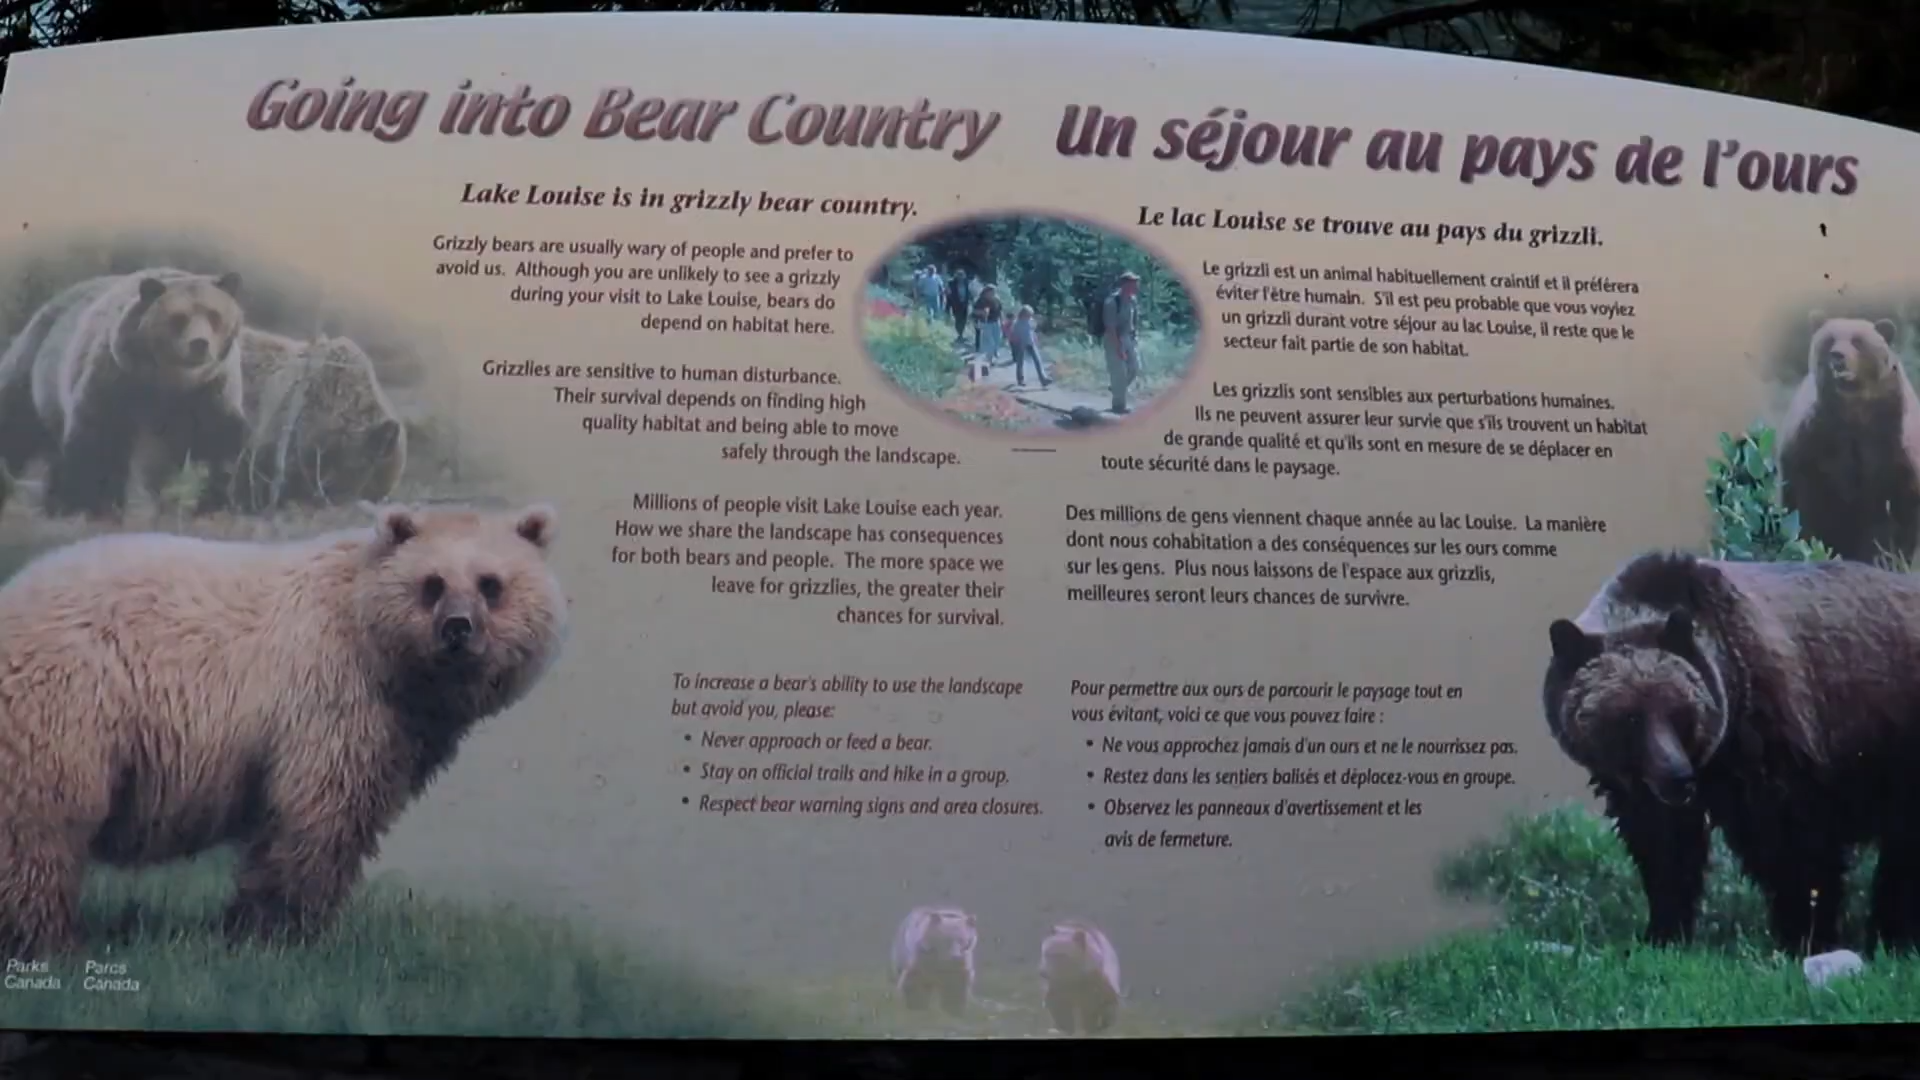 Going into Bear Country
Lake Louise is in grizzly bear country.
Grizzly bears are usually wary of people and prefer to
avoid us. Although you are unlikely to see a grizzly
during your visit to Lake Louise, bears do
depend on habitat here.
Grizzlies are sensitive to human disturbance.
Their survival depends on finding high
quality habitat and being able to move
safely through the landscape.
Millions of people visit Lake Louise each year.
How we share the landscape has consequences
for both bears and people. The more space we
leave for grizzlies, the greater their
chances for survival.
To increase a bear's ability to use the landscape
but avoid you, please:
• Never approach or feed a bear.
• Stay on official trails and hike in a group.
• Respect bear warning signs and area closures.
Un séjour au pays de l'ours
Le lac Louise se trouve au pays du grizzli.
Le grizzli est un animal habituellement craintif et il préférera
éviter l'être humain. S'il est peu probable que vous voyiez
un grizzli durant votre séjour au lac Louise, il reste que le
secteur fait partie de son habitat.
Les grizzlis sont sensibles aux perturbations humaines.
Ils ne peuvent assurer leur survie que s'ils trouvent un habitat
de grande qualité et qu'ils sont en mesure de se déplacer en
toute sécurité dans le paysage.
Des millions de gens viennent chaque année au lac Louise. La manière
dont nous cohabitation a des conséquences sur les ours comme
sur les gens. Plus nous laissons de l'espace aux grizzlis,
meilleures seront leurs chances de survivre.
Pour permettre aux ours de parcourir le paysage tout en
vous évitant, voici ce que vous pouvez faire :
• Ne vous approchez jamais d'un ours et ne le nourrissez pas.
• Restez dans les sentiers balisés et déplacez-vous en groupe.
• Observez les panneaux d'avertissement et les
avis de fermeture.
Parks Parcs
Canada Canada